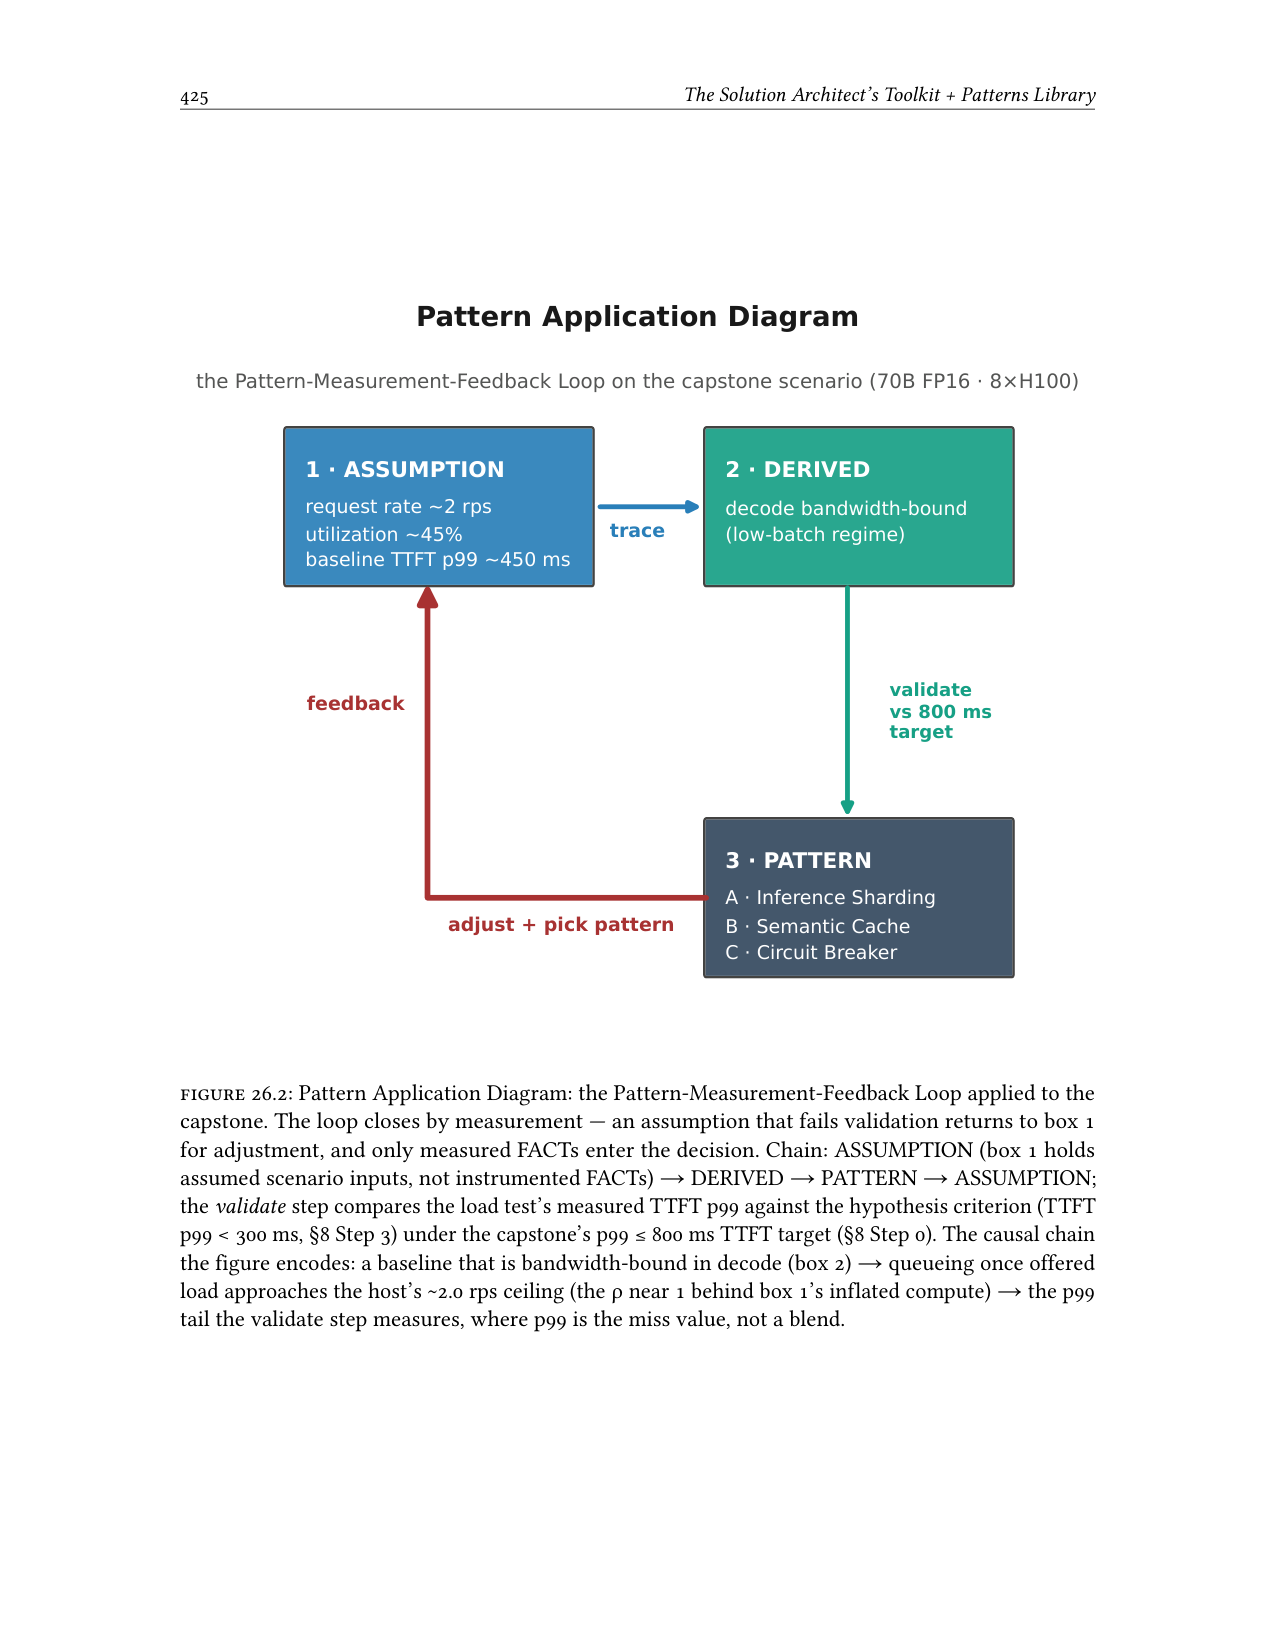 425
The Solution Architect's Toolkit + Patterns Library
Pattern Application Diagram
the Pattern-Measurement-Feedback Loop on the capstone scenario (70B FP16 · 8×H100)
1 · ASSUMPTION
request rate ~2 rps
utilization ~45%
baseline TTFT p99 ~450 ms
trace
2 · DERIVED
decode bandwidth-bound
(low-batch regime)
feedback
validate
vs 800 ms
target
adjust + pick pattern
3 · PATTERN
A · Inference Sharding
B · Semantic Cache
C · Circuit Breaker
FIGURE 26.2: Pattern Application Diagram: the Pattern-Measurement-Feedback Loop applied to the
capstone. The loop closes by measurement — an assumption that fails validation returns to box 1
for adjustment, and only measured FACTs enter the decision. Chain: ASSUMPTION (box 1 holds
assumed scenario inputs, not instrumented FACTs) → DERIVED → PATTERN → ASSUMPTION;
the validate step compares the load test's measured TTFT p99 against the hypothesis criterion (TTFT
p99 < 300 ms, §8 Step 3) under the capstone's p99 ≤ 800 ms TTFT target (§8 Step 0). The causal chain
the figure encodes: a baseline that is bandwidth-bound in decode (box 2) → queueing once offered
load approaches the host's ~2.0 rps ceiling (the ρ near 1 behind box 1's inflated compute) → the p99
tail the validate step measures, where p99 is the miss value, not a blend.